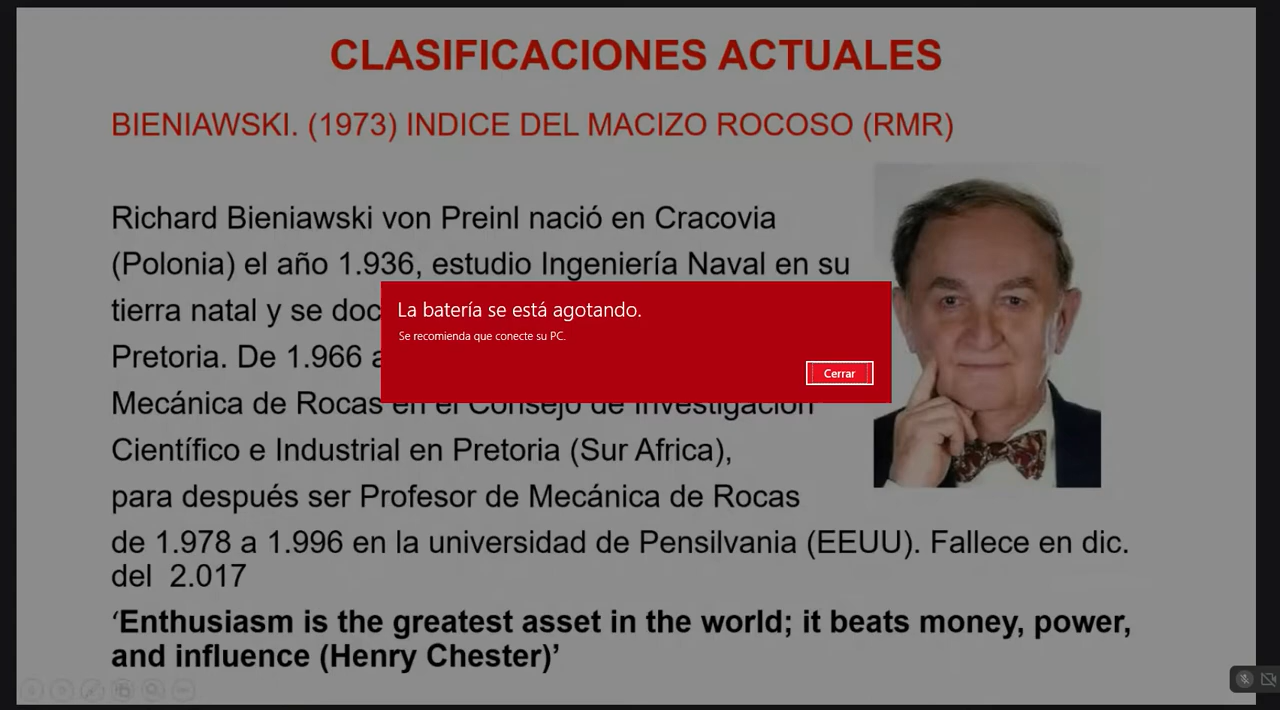 CLASIFICACIONES ACTUALES
BIENIAWSKI. (1973) INDICE DEL MACIZO ROCOSO (RMR)
Richard Bieniawski von Preinl nació en Cracovia
(Polonia) el año 1.936, estudio Ingeniería Naval en su
tierra natal y se doc
Pretoria. De 1.966 a
La batería se está agotando.
Se recomienda que conecte su PC.
Cerrar
Mecánica de Rocas en el Consejo de Investigación
Científico e Industrial en Pretoria (Sur Africa),
para después ser Profesor de Mecánica de Rocas
de 1.978 a 1.996 en la universidad de Pensilvania (EEUU). Fallece en dic.
del 2.017
‘Enthusiasm is the greatest asset in the world; it beats money, power,
and influence (Henry Chester)’